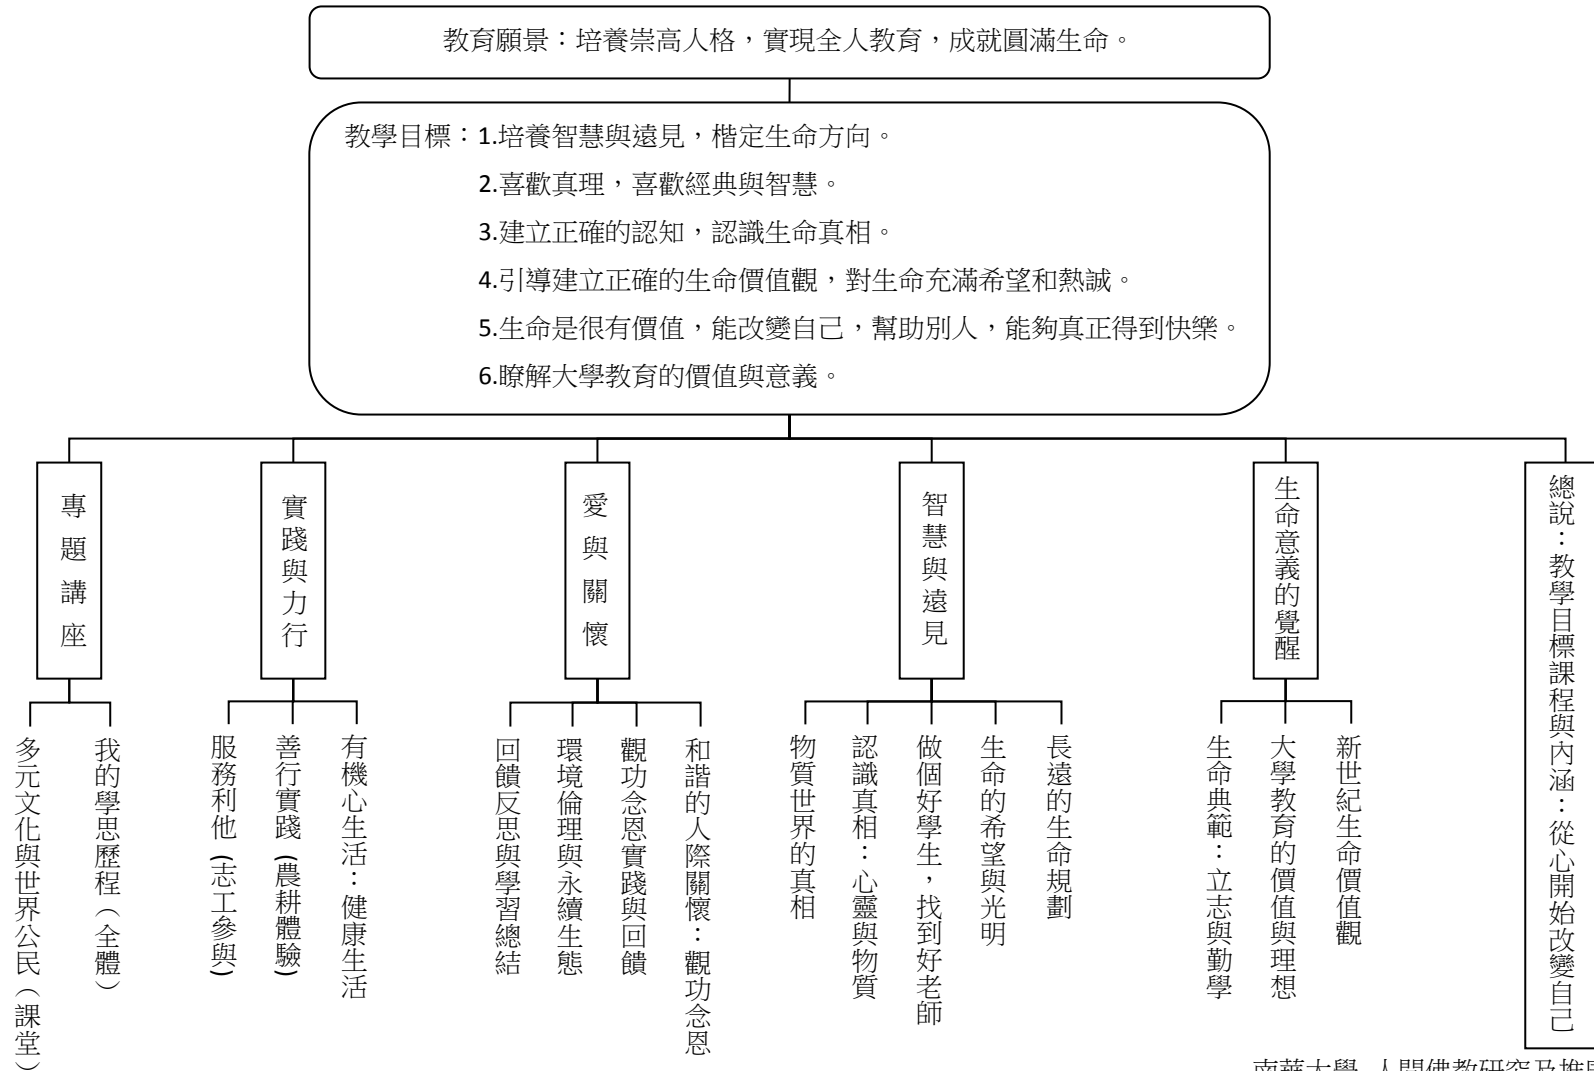 教育願景：培養崇高人格，實現全人教育，成就圓滿生命。
教學目標：1.培養智慧與遠見，楷定生命方向。
2.喜歡真理，喜歡經典與智慧。
3.建立正確的認知，認識生命真相。
4.引導建立正確的生命價值觀，對生命充滿希望和熱誠。
5.生命是很有價值，能改變自己，幫助別人，能夠真正得到快樂。
6.瞭解大學教育的價值與意義。
總說：教學目標課程與內涵：從心開始改變自己
生命意義的覺醒
新世紀生命價值觀
大學教育的價值與理想
生命典範：立志與勤學
智慧與遠見
長遠的生命規劃
生命的希望與光明
做個好學生，找到好老師
認識真相：心靈與物質
物質世界的真相
愛與關懷
和諧的人際關懷：觀功念恩
觀功念恩實踐與回饋
環境倫理與永續生態
回饋反思與學習總結
實踐與力行
有機心生活：健康生活
善行實踐(農耕體驗)
服務利他(志工參與)
專題講座
我的學思歷程（全體）
多元文化與世界公民（課堂）